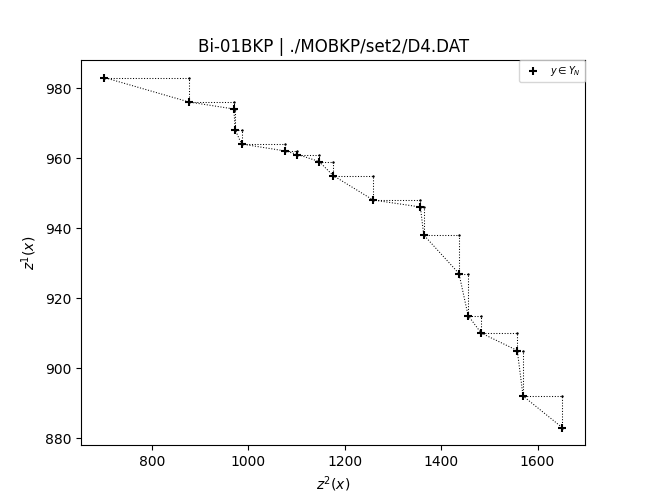 Bi-01BKP | ./MOBKP/set2/D4.DAT
y ∈ Y_N
z^1(x)
980
960
940
920
900
880
800 1000 1200 1400 1600
z^2(x)